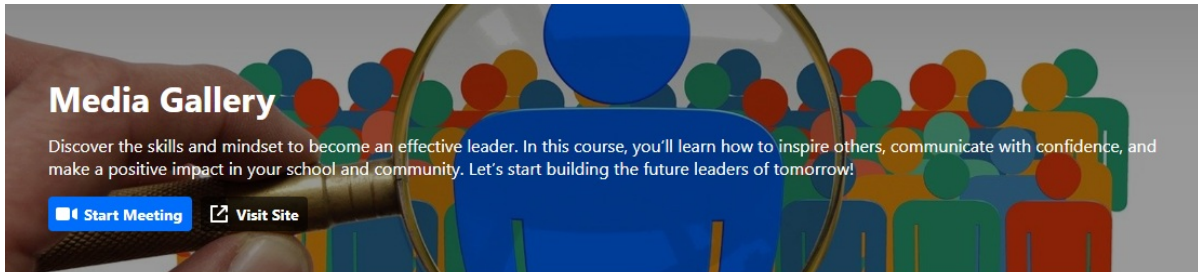 Media Gallery
Discover the skills and mindset to become an effective leader. In this course, you’ll learn how to inspire others, communicate with confidence, and
make a positive impact in your school and community. Let’s start building the future leaders of tomorrow!
Start Meeting
Visit Site